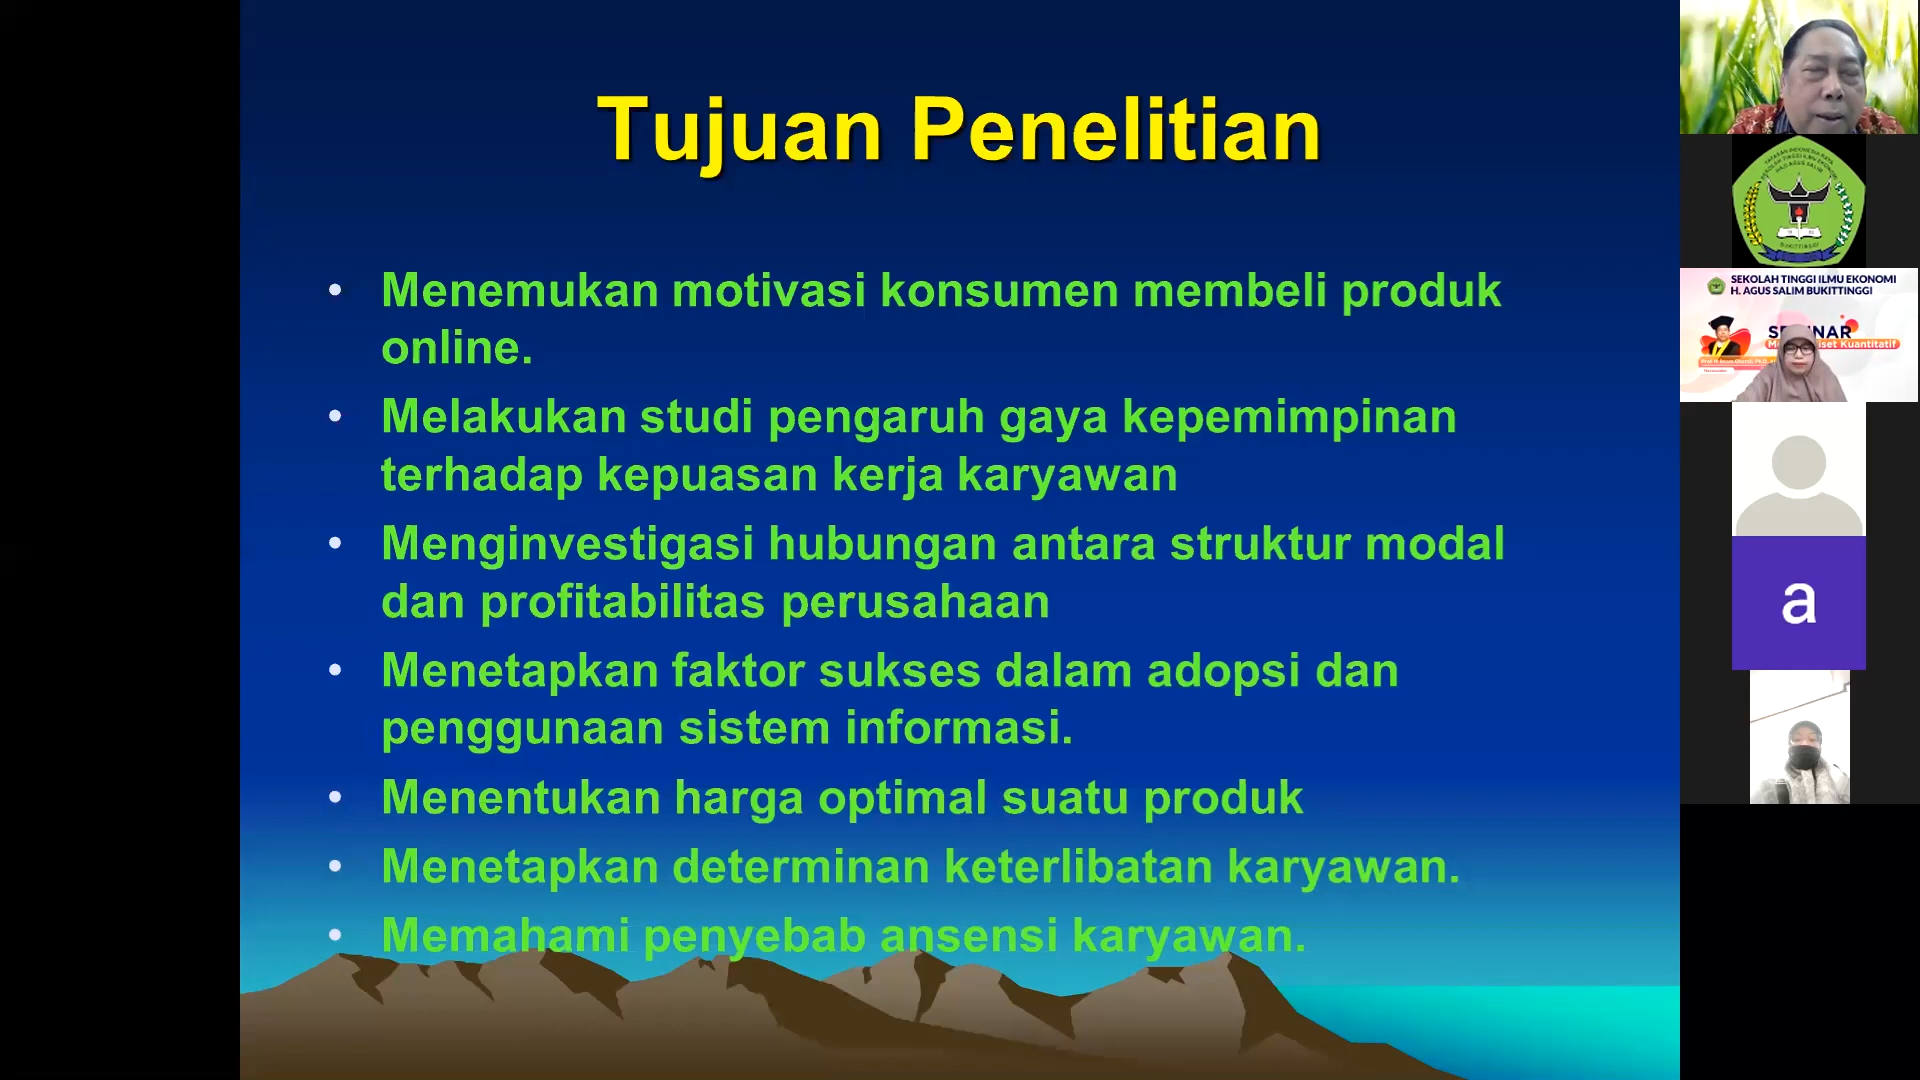 Tujuan Penelitian
• Menemukan motivasi konsumen membeli produk
online.
• Melakukan studi pengaruh gaya kepemimpinan
terhadap kepuasan kerja karyawan
• Menginvestigasi hubungan antara struktur modal
dan profitabilitas perusahaan
• Menetapkan faktor sukses dalam adopsi dan
penggunaan sistem informasi.
• Menentukan harga optimal suatu produk
• Menetapkan determinan keterlibatan karyawan.
• Memahami penyebab ansensi karyawan.
BUKITTINGGI
SEKOLAH TINGGI ILMU EKONOMI
H. AGUS SALIM BUKITTINGGI
Kuantitatif
a